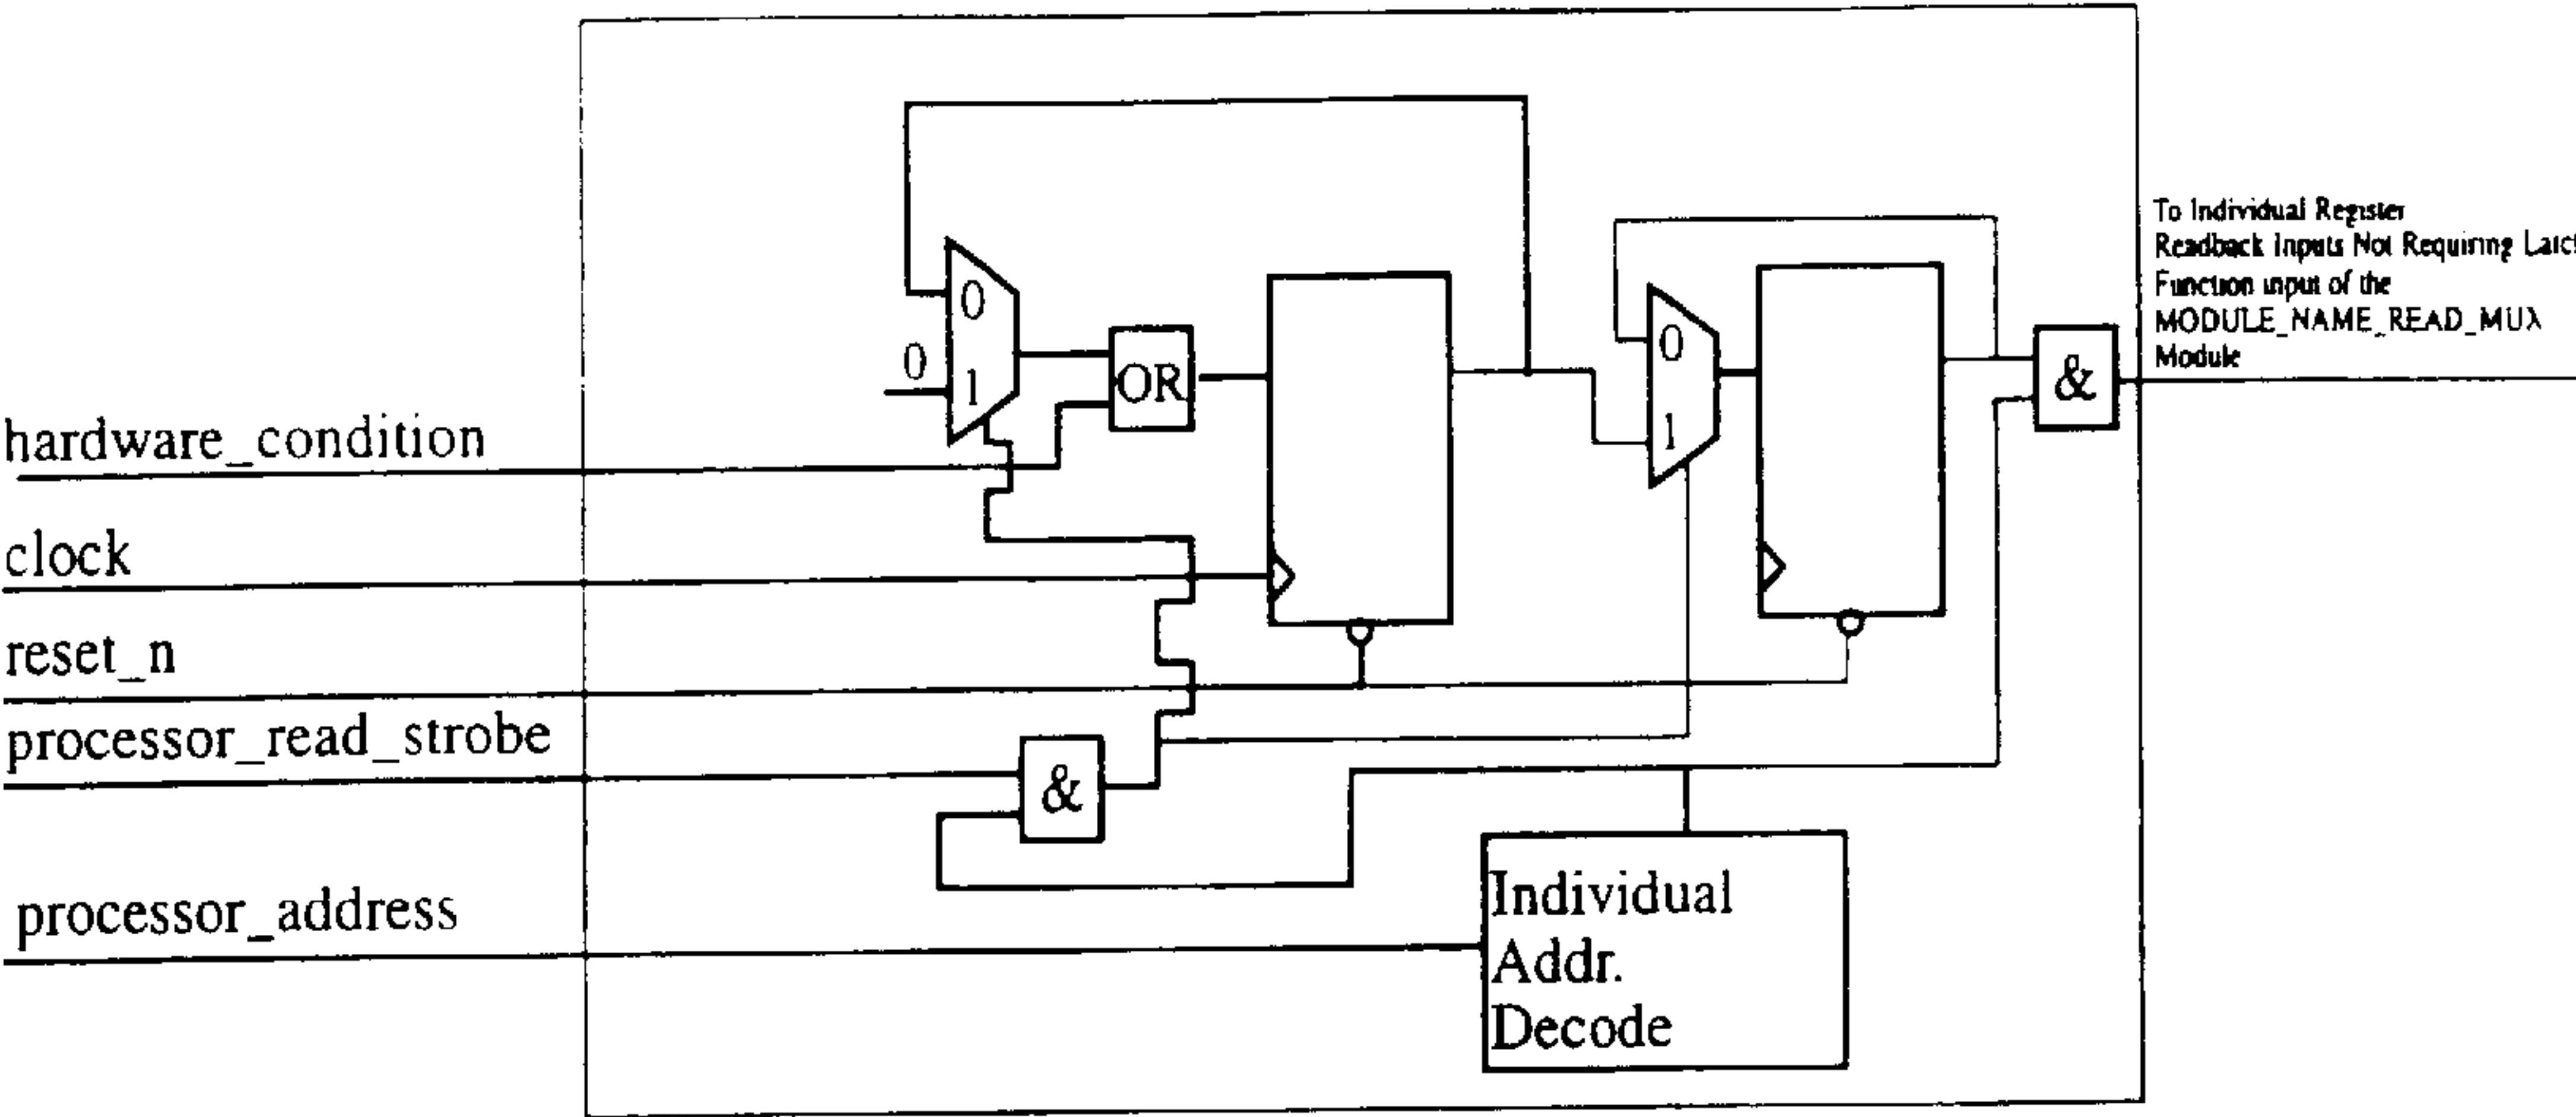 To Individual Register
Readback Inputs Not Requiring
Function input of the
MODULE_NAME_READ_MUX
Module
0
0
1
OR
0
1
&
hardware_condition
clock
reset_n
processor_read_strobe
&
processor_address
Individual
Addr.
Decode